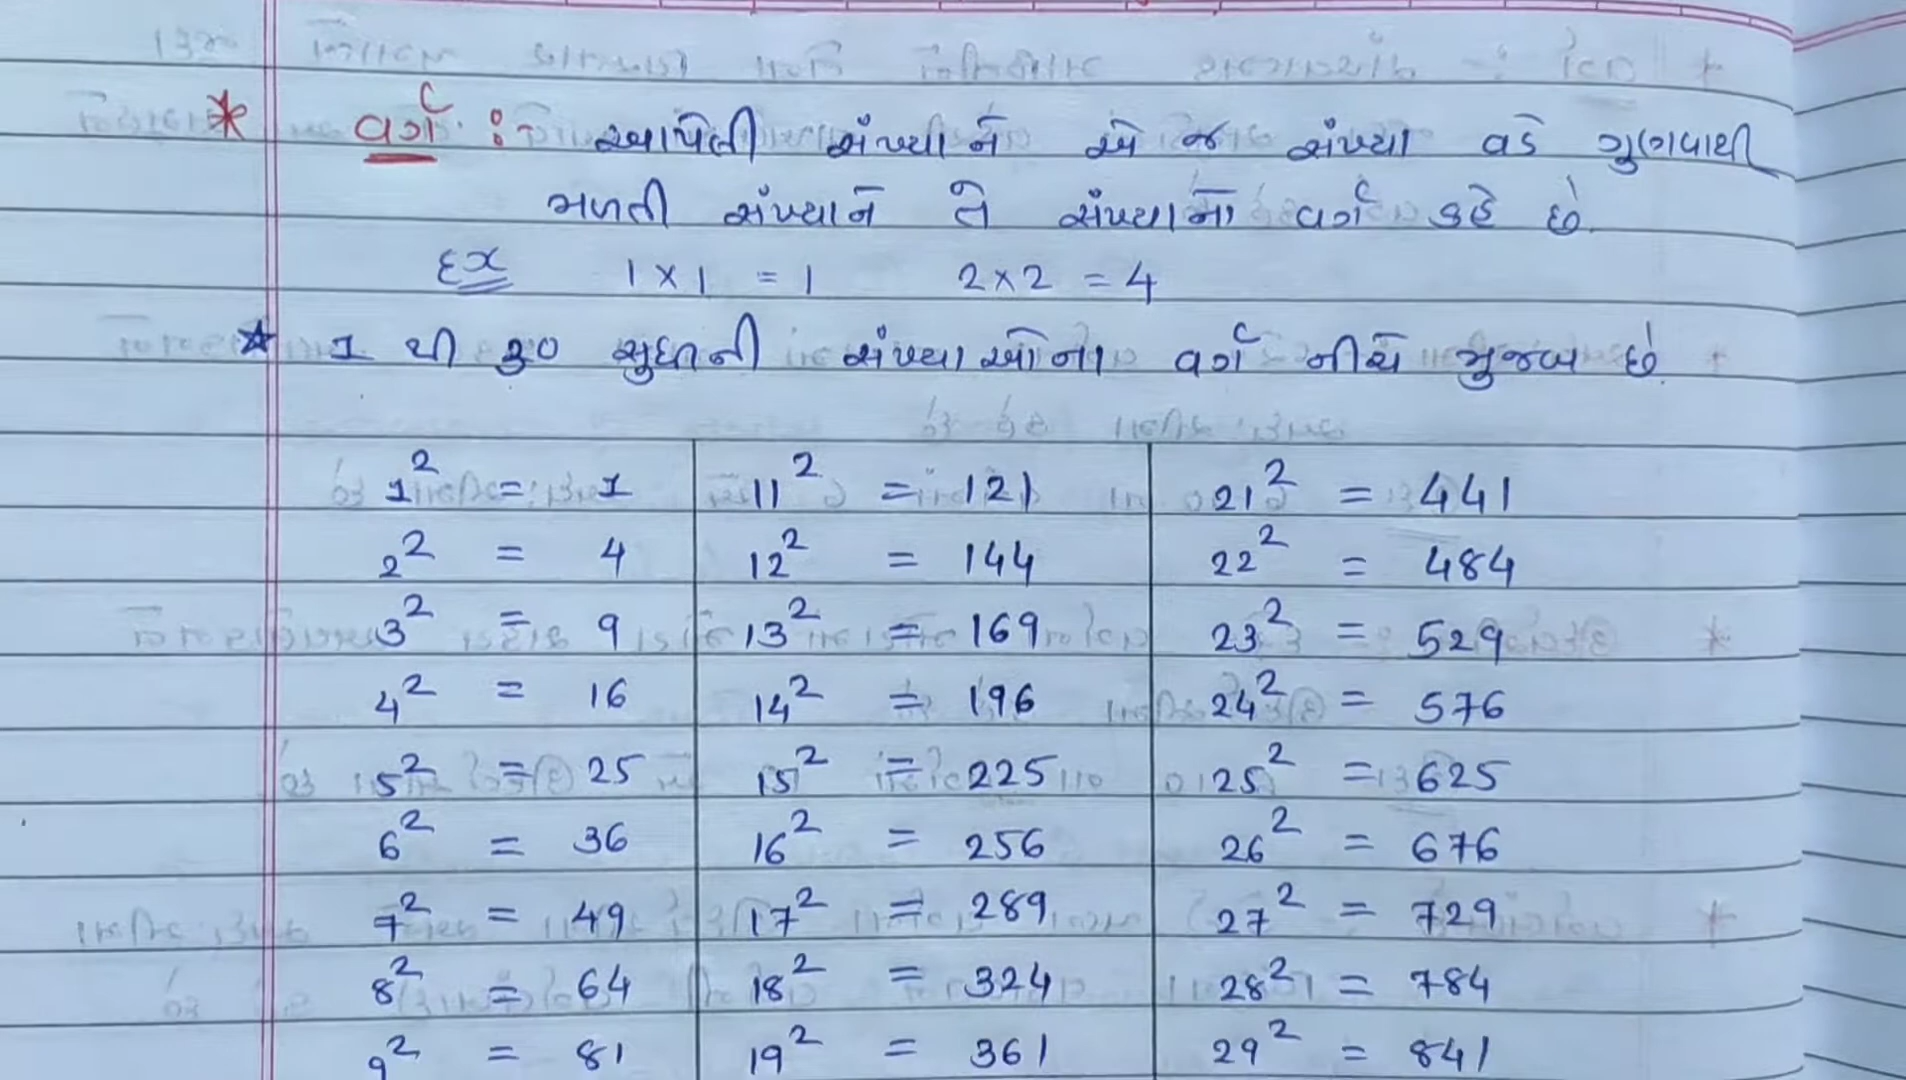 * વર્ગ :- આપેલી સંખ્યાને એ જ સંખ્યા વડે ગુણવાથી
મળતી સંખ્યાને તે સંખ્યાનો વર્ગ કહે છે.
Ex 1 x 1 = 1 2 x 2 = 4
* 1 થી 30 સુધીની સંખ્યાઓના વર્ગ નીચે મુજબ છે.
1² = 1 11² = 121 21² = 441
2² = 4 12² = 144 22² = 484
3² = 9 13² = 169 23² = 529
4² = 16 14² = 196 24² = 576
5² = 25 15² = 225 25² = 625
6² = 36 16² = 256 26² = 676
7² = 49 17² = 289 27² = 729
8² = 64 18² = 324 28² = 784
9² = 81 19² = 361 29² = 841